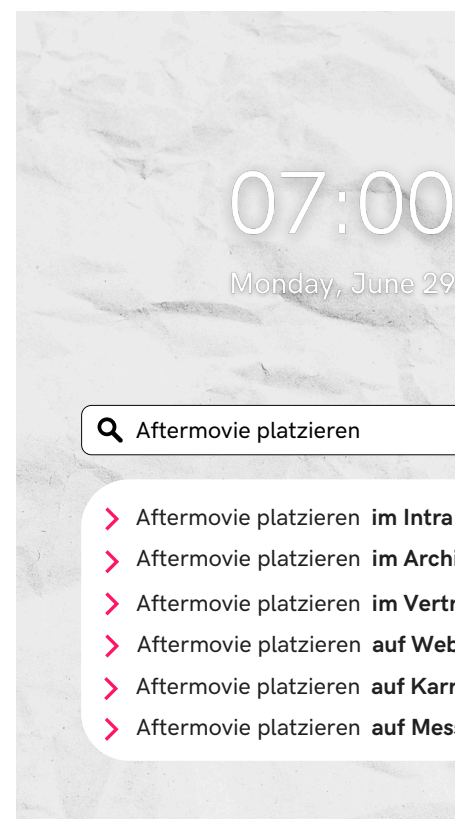 07:00
Monday, June 29
Aftermovie platzieren
Aftermovie platzieren im Intra
Aftermovie platzieren im Archi
Aftermovie platzieren im Vertr
Aftermovie platzieren auf Web
Aftermovie platzieren auf Karr
Aftermovie platzieren auf Mess